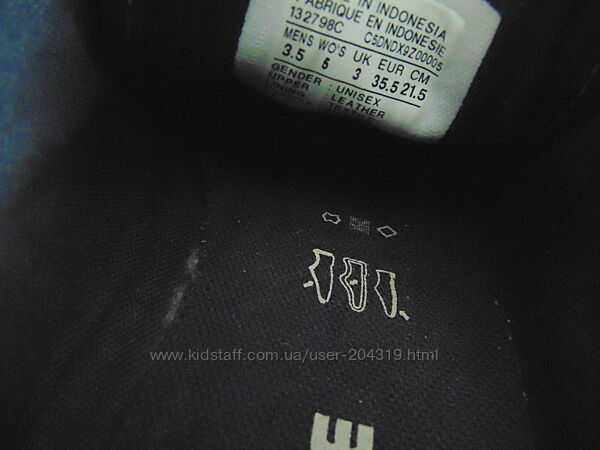 IN INDONESIA
FABRIQUE EN INDONESIE
132798C C5DNDX9Z00005
MENS WO'S UK EUR CM
3.5 5 3 35.5 21.5
GENDER : UNISEX
UPPER : LEATHER
www.kidstaff.com.ua/user-204319.html
E